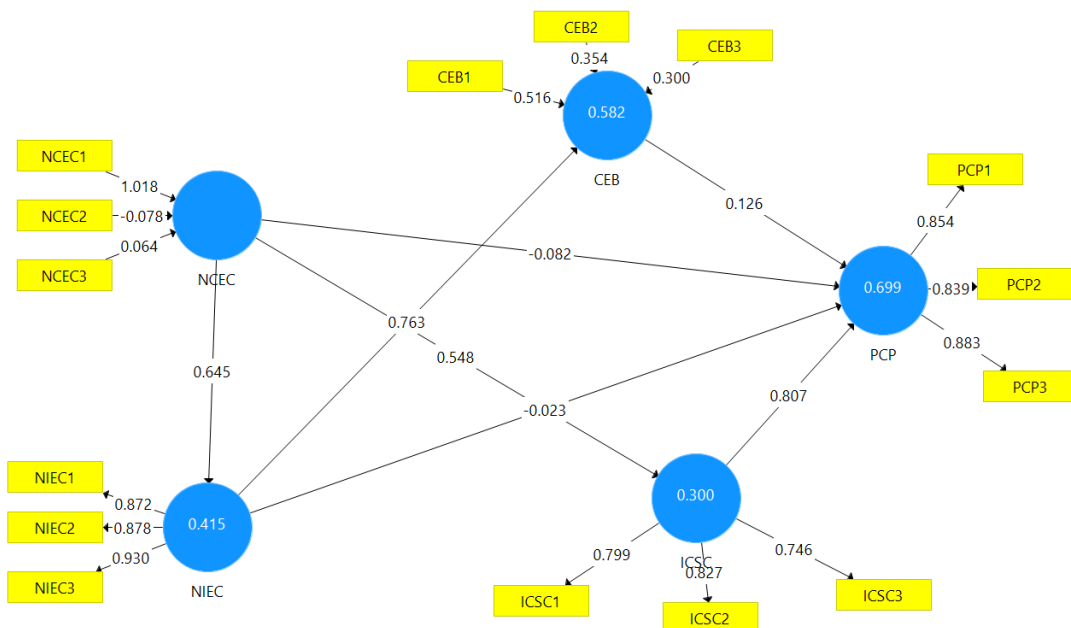 CEB2
CEB3
CEB1
0.354
0.300
0.516
0.582
CEB
NCEC1
1.018
NCEC2
-0.078
NCEC3
0.064
NCEC
PCP1
0.854
0.126
-0.082
0.699
0.839
PCP2
PCP
0.883
PCP3
0.763
0.548
0.645
0.807
-0.023
NIEC1
0.872
NIEC2
0.878
NIEC3
0.930
0.415
NIEC
0.300
ICSC
0.799
0.827
0.746
ICSC1
ICSC2
ICSC3